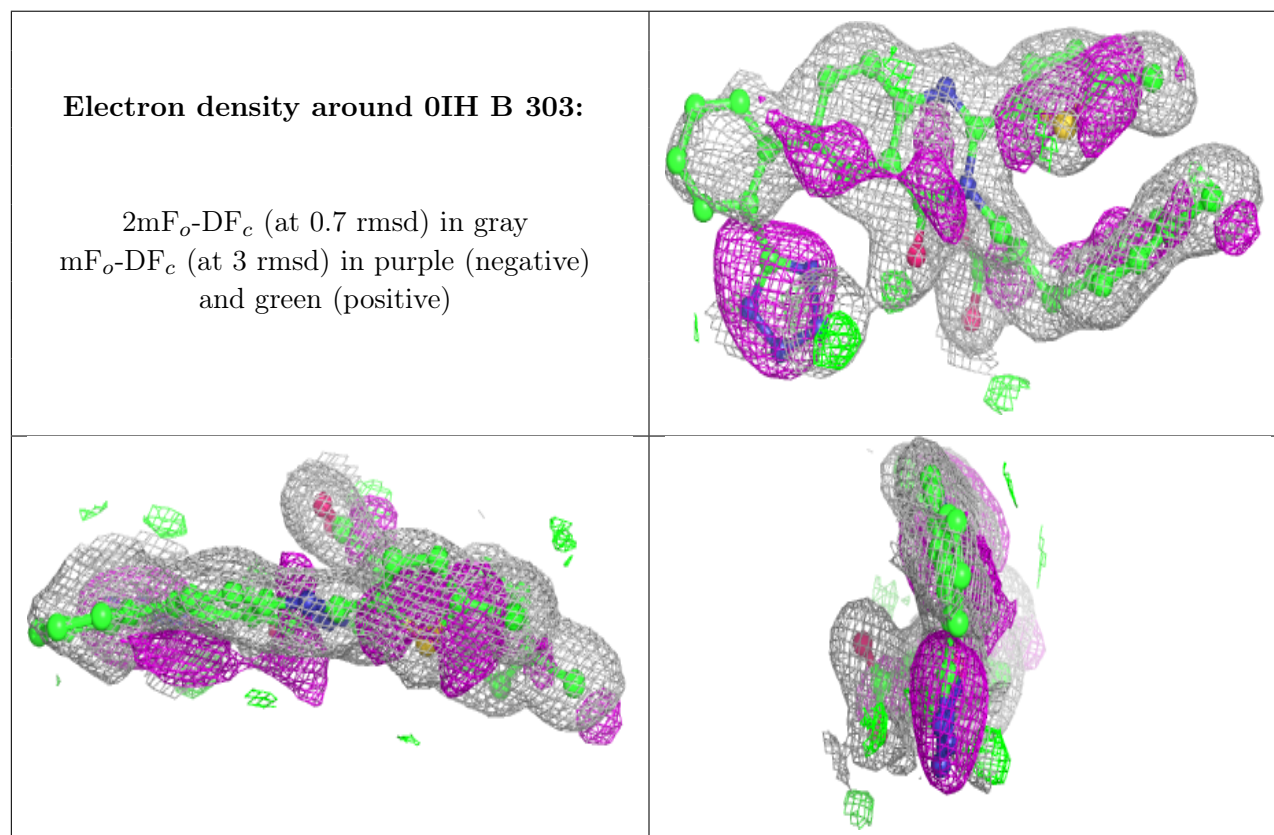 Electron density around 0IH B 303:
2mFₒ-DF𝒸 (at 0.7 rmsd) in gray
mFₒ-DF𝒸 (at 3 rmsd) in purple (negative)
and green (positive)